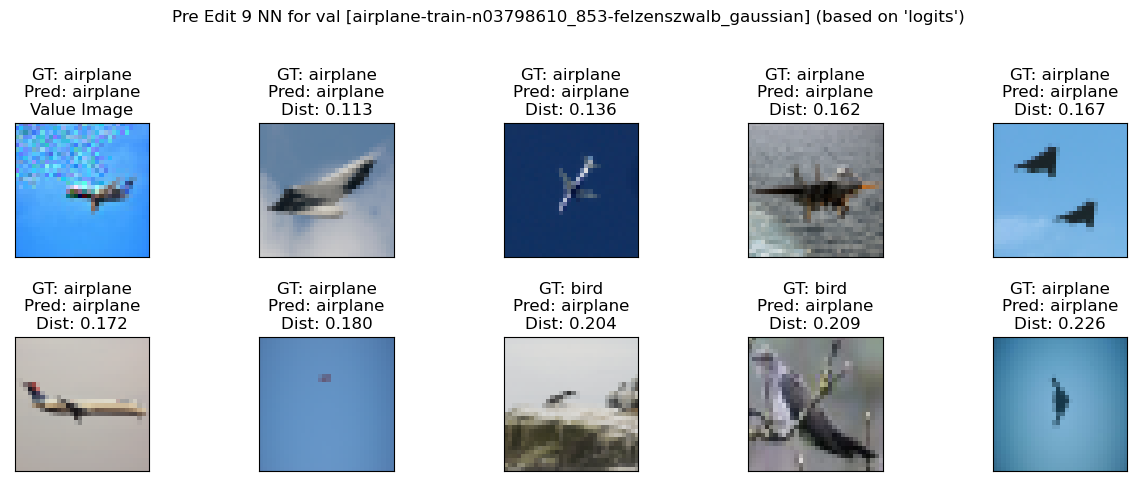 Pre Edit 9 NN for val [airplane-train-n03798610_853-felzenszwalb_gaussian] (based on 'logits')
GT: airplane
Pred: airplane
Value Image
GT: airplane
Pred: airplane
Dist: 0.113
GT: airplane
Pred: airplane
Dist: 0.136
GT: airplane
Pred: airplane
Dist: 0.162
GT: airplane
Pred: airplane
Dist: 0.167
GT: airplane
Pred: airplane
Dist: 0.172
GT: airplane
Pred: airplane
Dist: 0.180
GT: bird
Pred: airplane
Dist: 0.204
GT: bird
Pred: airplane
Dist: 0.209
GT: airplane
Pred: airplane
Dist: 0.226